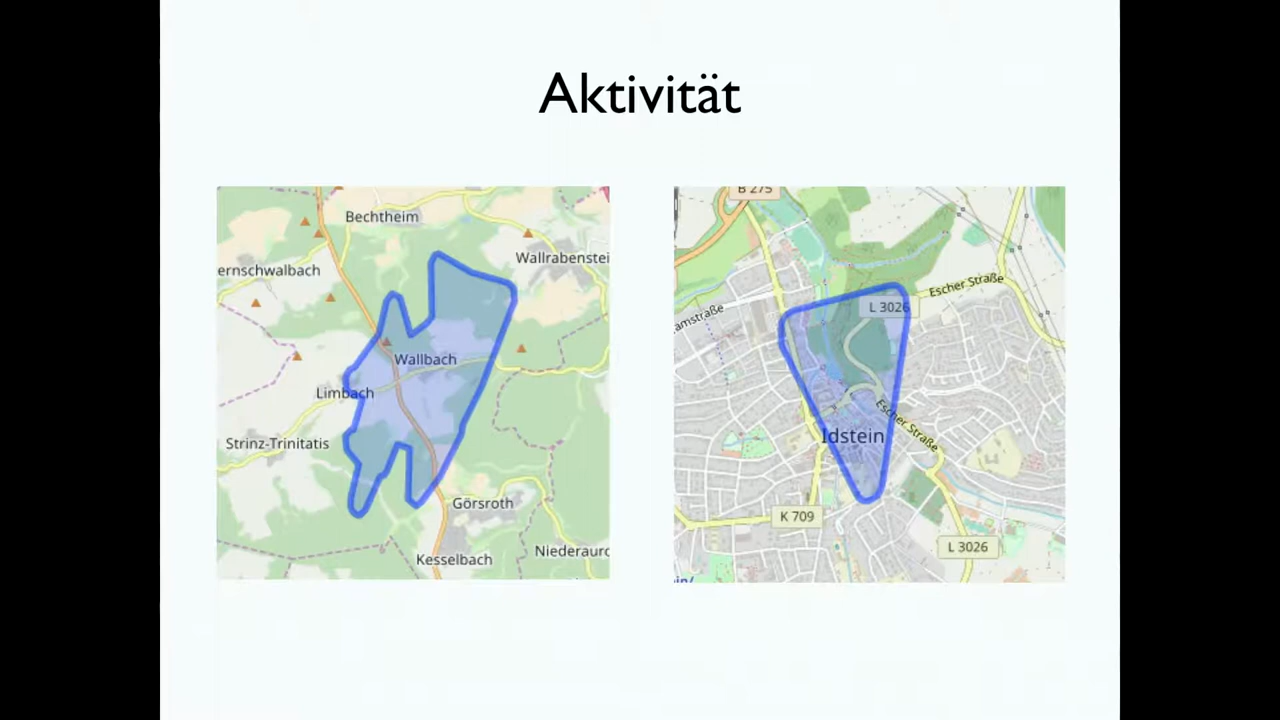 Aktivität
Bechtheim
Wallrabenstei
ernschwalbach
Wallbach
Limbach
Strinz-Trinitatis
Görsroth
Kesselbach
Niederauro
B 275
Escher Straße
L 3026
amstraße
Escher Straße
Idstein
K 709
L 3026